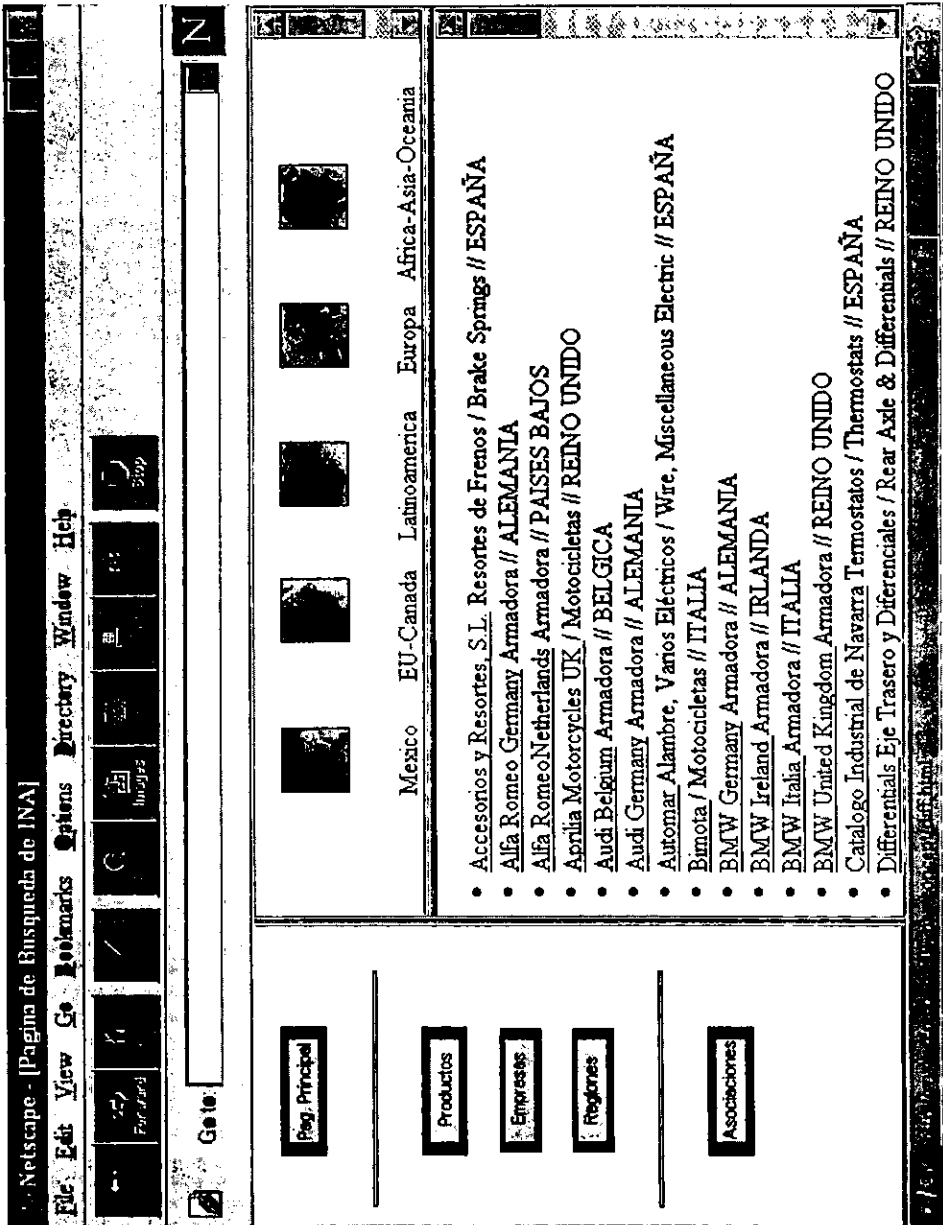 Netscape - [Pagina de Busqueda de INA]
File Edit View Go Bookmarks Options Directory Window Help
Forward Images Stop
Go to:
N
Pag. Principal
Productos
Empresas
Regiones
Asociaciones
Mexico EU-Canada Latinoamerica Europa Africa-Asia-Oceania
• Accesorios y Resortes, S.L. Resortes de Frenos / Brake Springs // ESPAÑA
• Alfa Romeo Germany Armadora // ALEMANIA
• Alfa RomeoNetherlands Armadora // PAISES BAJOS
• Aprilia Motorcycles UK / Motocicletas // REINO UNIDO
• Audi Belgium Armadora // BELGICA
• Audi Germany Armadora // ALEMANIA
• Automar Alambre, Varios Eléctricos / Wire, Miscellaneous Electric // ESPAÑA
• Bimota / Motocicletas // ITALIA
• BMW Germany Armadora // ALEMANIA
• BMW Ireland Armadora // IRLANDA
• BMW Italia Armadora // ITALIA
• BMW United Kingdom Armadora // REINO UNIDO
• Catalogo Industrial de Navarra Termostatos / Thermostats // ESPAÑA
• Differentials Eje Trasero y Diferenciales / Rear Axle & Differentials // REINO UNIDO